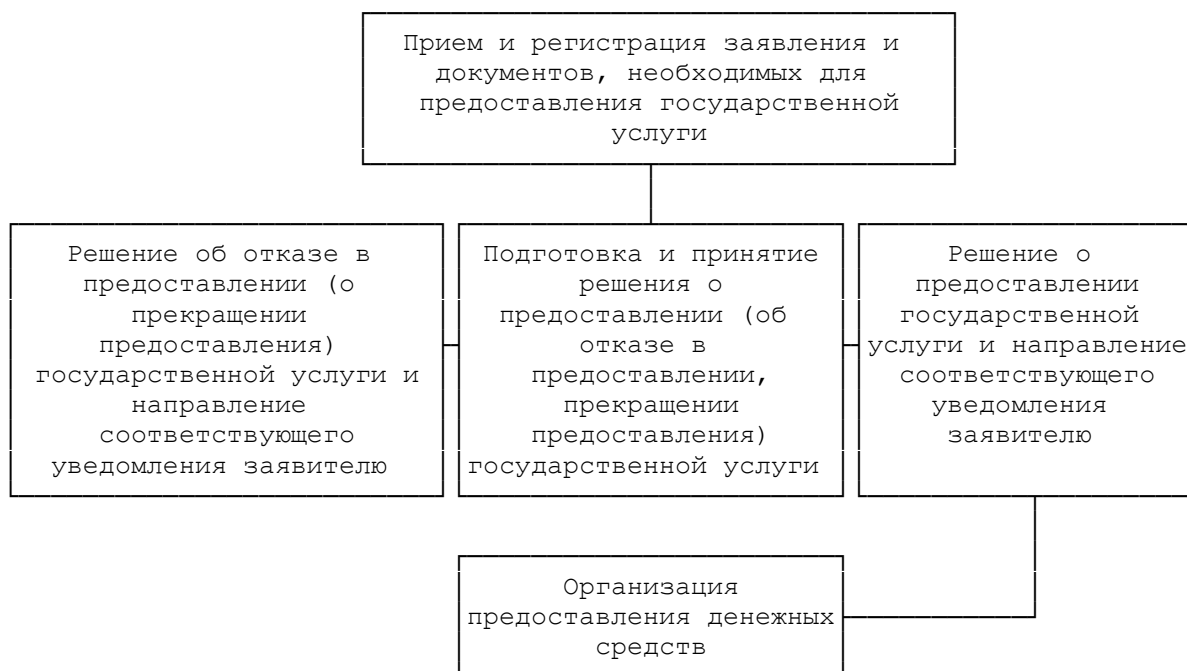 Прием и регистрация заявления и
документов, необходимых для
предоставления государственной
услуги
Решение об отказе в
предоставлении (о
прекращении
предоставления)
государственной услуги и
направление
соответствующего
уведомления заявителю
Подготовка и принятие
решения о
предоставлении (об
отказе в
предоставлении,
прекращении
предоставления)
государственной услуги
Решение о
предоставлении
государственной
услуги и направление
соответствующего
уведомления
заявителю
Организация
предоставления денежных
средств